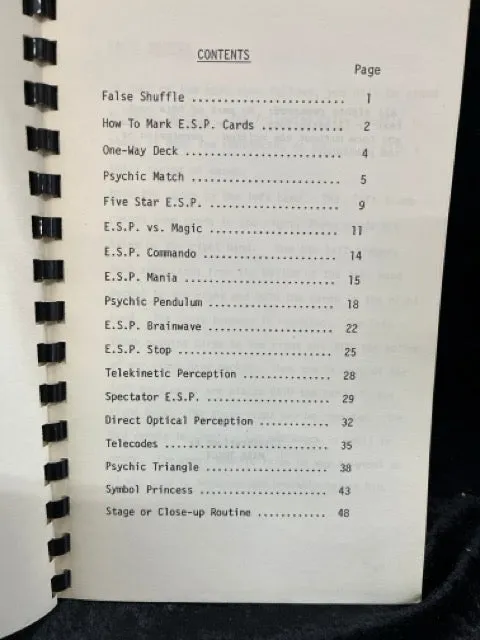 CONTENTS
Page
False Shuffle ........................ 1
How To Mark E.S.P. Cards ............. 2
One-Way Deck ......................... 4
Psychic Match ........................ 5
Five Star E.S.P. ..................... 9
E.S.P. vs. Magic ..................... 11
E.S.P. Commando ...................... 14
E.S.P. Mania ......................... 15
Psychic Pendulum ..................... 18
E.S.P. Brainwave ..................... 22
E.S.P. Stop .......................... 25
Telekinetic Perception ............... 28
Spectator E.S.P. ..................... 29
Direct Optical Perception ............ 32
Telecodes ............................ 35
Psychic Triangle ..................... 38
Symbol Princess ...................... 43
Stage or Close-up Routine ............ 48